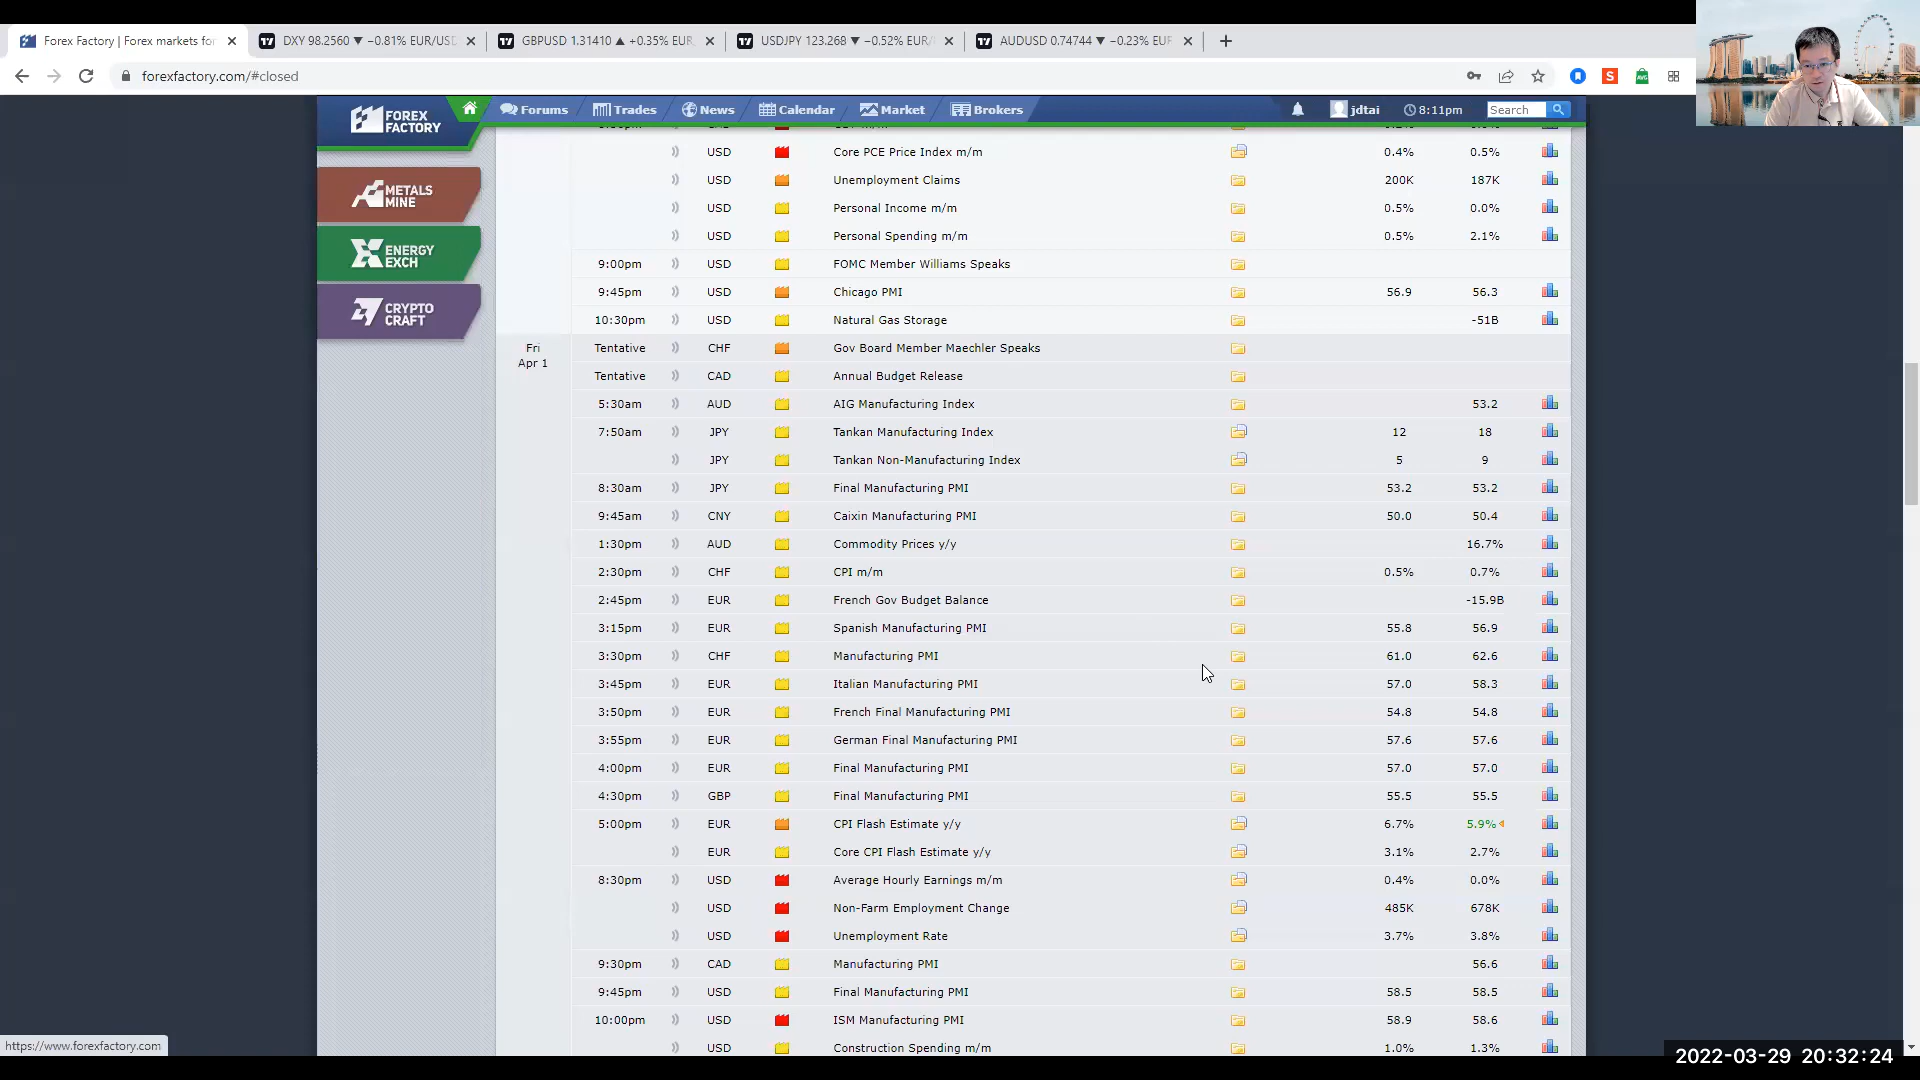 Forex Factory | Forex markets for
DXY 98.2560 ▼ −0.81% EUR/USD
GBPUSD 1.31410 ▲ +0.35% EUR
USDJPY 123.268 ▼ −0.52% EUR/
AUDUSD 0.74744 ▼ −0.23% EUR
forexfactory.com/#closed
FOREX FACTORY
Forums Trades News Calendar Market Brokers jdtai 8:11pm Search
METALS MINE
ENERGY EXCH
CRYPTO CRAFT
USD Core PCE Price Index m/m 0.4% 0.5%
USD Unemployment Claims 200K 187K
USD Personal Income m/m 0.5% 0.0%
USD Personal Spending m/m 0.5% 2.1%
9:00pm USD FOMC Member Williams Speaks
9:45pm USD Chicago PMI 56.9 56.3
10:30pm USD Natural Gas Storage -51B
Fri Apr 1 Tentative CHF Gov Board Member Maechler Speaks
Tentative CAD Annual Budget Release
5:30am AUD AIG Manufacturing Index 53.2
7:50am JPY Tankan Manufacturing Index 12 18
JPY Tankan Non-Manufacturing Index 5 9
8:30am JPY Final Manufacturing PMI 53.2 53.2
9:45am CNY Caixin Manufacturing PMI 50.0 50.4
1:30pm AUD Commodity Prices y/y 16.7%
2:30pm CHF CPI m/m 0.5% 0.7%
2:45pm EUR French Gov Budget Balance -15.9B
3:15pm EUR Spanish Manufacturing PMI 55.8 56.9
3:30pm CHF Manufacturing PMI 61.0 62.6
3:45pm EUR Italian Manufacturing PMI 57.0 58.3
3:50pm EUR French Final Manufacturing PMI 54.8 54.8
3:55pm EUR German Final Manufacturing PMI 57.6 57.6
4:00pm EUR Final Manufacturing PMI 57.0 57.0
4:30pm GBP Final Manufacturing PMI 55.5 55.5
5:00pm EUR CPI Flash Estimate y/y 6.7% 5.9%
EUR Core CPI Flash Estimate y/y 3.1% 2.7%
8:30pm USD Average Hourly Earnings m/m 0.4% 0.0%
USD Non-Farm Employment Change 485K 678K
USD Unemployment Rate 3.7% 3.8%
9:30pm CAD Manufacturing PMI 56.6
9:45pm USD Final Manufacturing PMI 58.5 58.5
10:00pm USD ISM Manufacturing PMI 58.9 58.6
USD Construction Spending m/m 1.0% 1.3%
https://www.forexfactory.com
2022-03-29 20:32:24